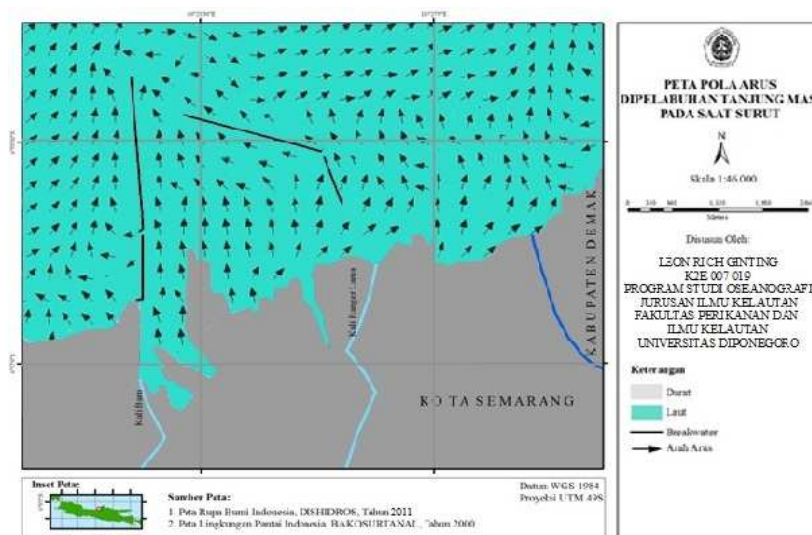 PETA POLA ARUS
DIPELABUHAN TANJUNG MAS
PADA SAAT SURUT
N
Skala 1:46.000
Meters
Disusun Oleh:
LEON RICH GINTING
K2E 007 019
PROGRAM STUDI OSEANOGRAFI
JURUSAN ILMU KELAUTAN
FAKULTAS PERIKANAN DAN
ILMU KELAUTAN
UNIVERSITAS DIPONEGORO
Keterangan
Darat
Laut
Breakwater
Arah Arus
KABUPATEN DEMAK
KOTA SEMARANG
Kali Baru
Kali Banger Lama
Inset Peta:
Sumber Peta:
1. Peta Rupa Bumi Indonesia, DISHIDROS, Tahun 2011
2. Peta Lingkungan Pantai Indonesia, BAKOSURTANAL, Tahun 2000
Datum WGS 1984
Proyeksi UTM 49S